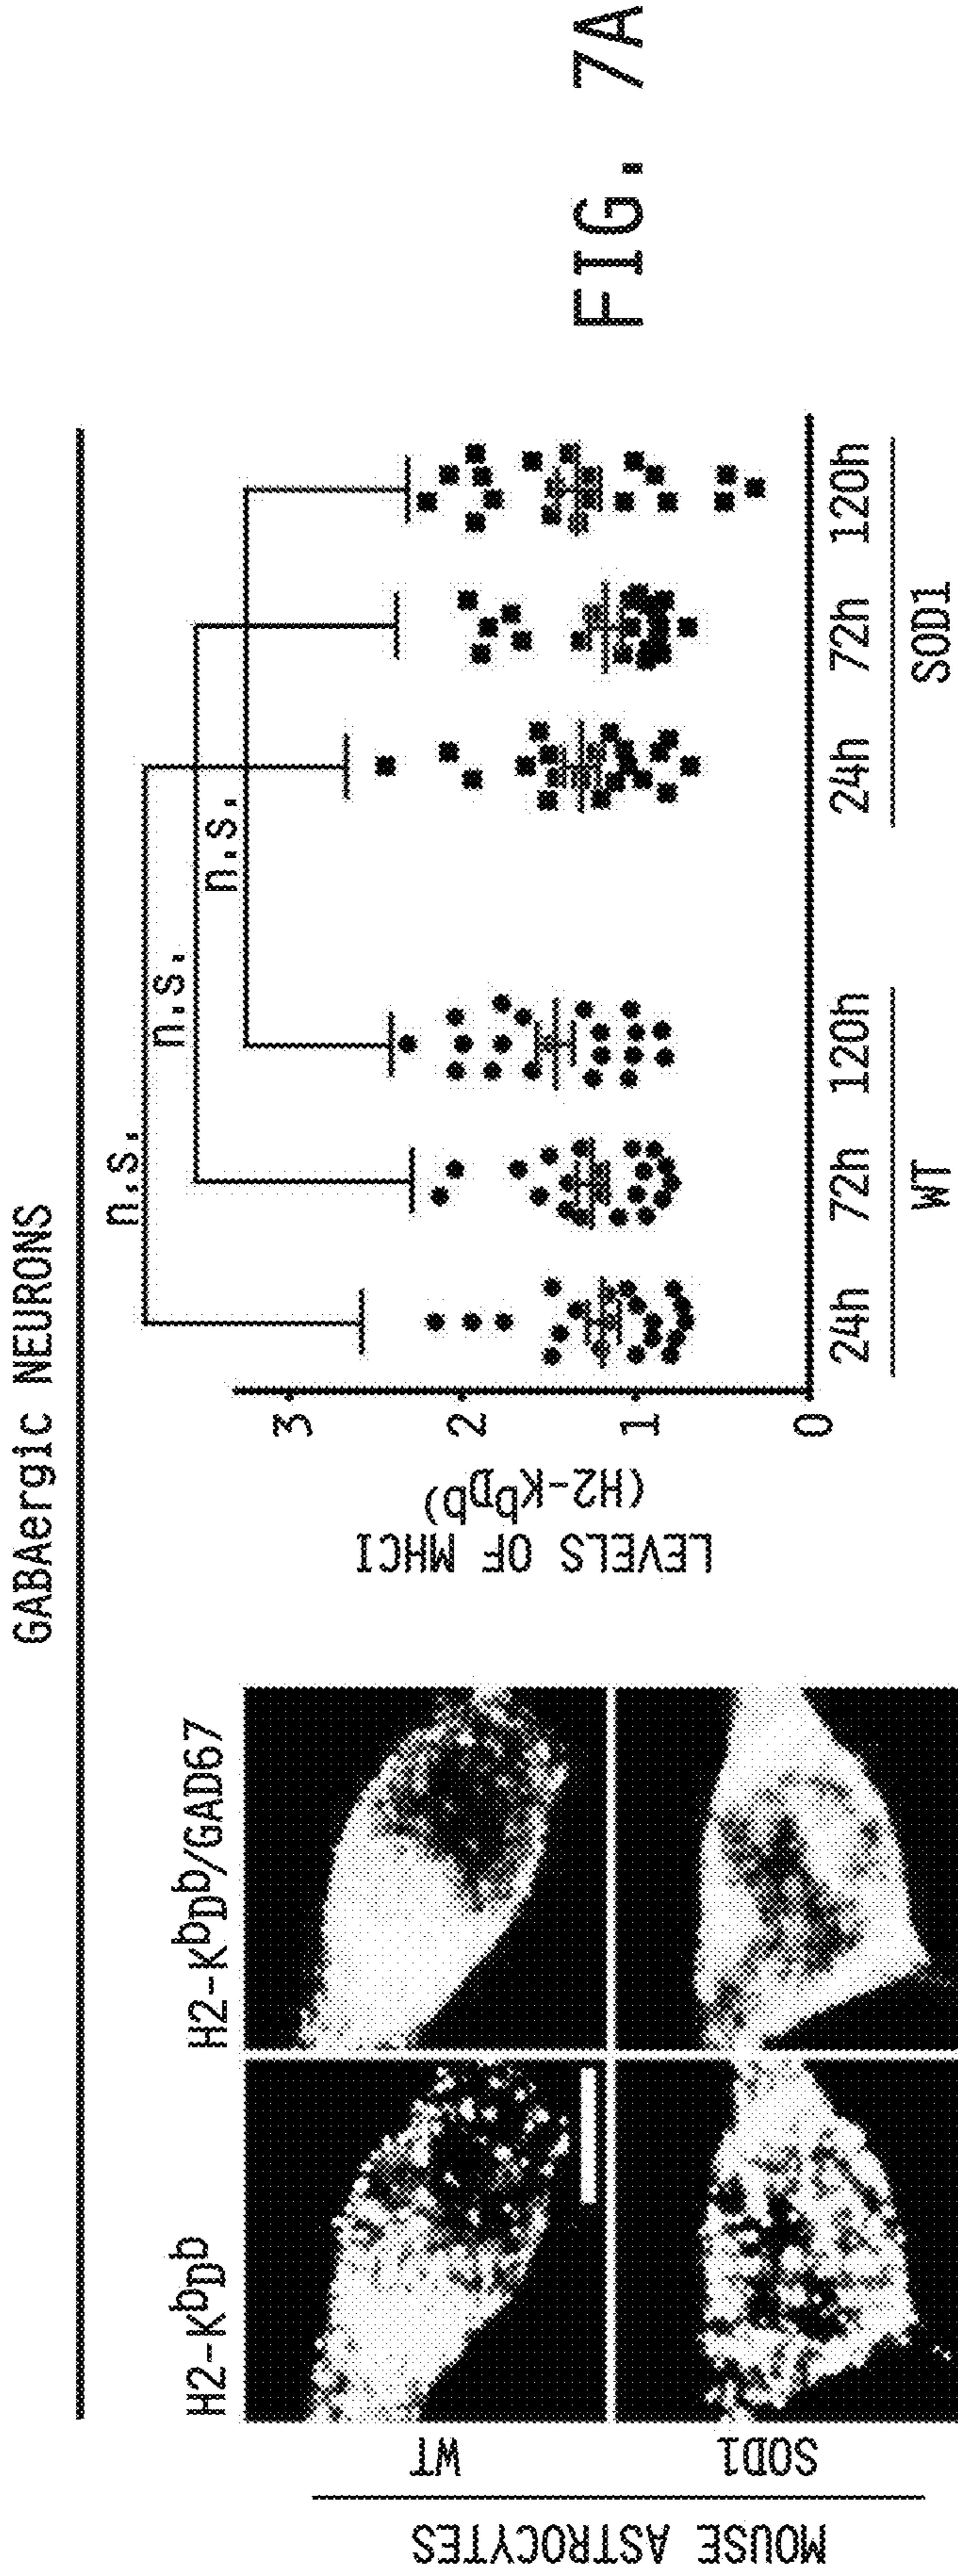 GABAergic NEURONS
H2-KbDb
H2-KbDb/GAD67
MOUSE ASTROCYTES
WT
SOD1
LEVELS OF MHCI
(H2-KbDb)
3
2
1
0
n.s.
n.s.
n.s.
24h 72h 120h
24h 72h 120h
WT
SOD1
FIG. 7A